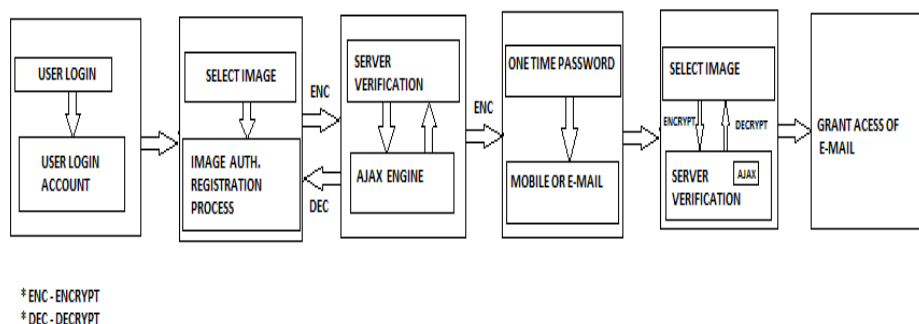 USER LOGIN
USER LOGIN
ACCOUNT
SELECT IMAGE
IMAGE AUTH.
REGISTRATION
PROCESS
ENC
DEC
SERVER
VERIFICATION
AJAX ENGINE
ENC
ONE TIME PASSWORD
MOBILE OR E-MAIL
SELECT IMAGE
ENCRYPT
DECRYPT
SERVER
VERIFICATION
AJAX
GRANT ACESS OF
E-MAIL
* ENC - ENCRYPT
* DEC - DECRYPT